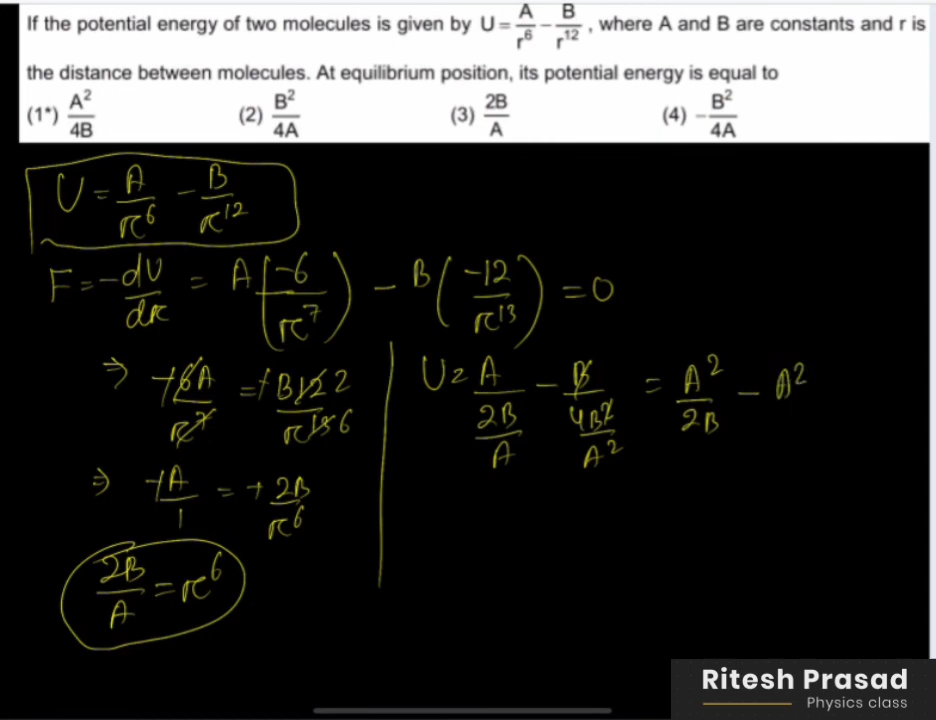 If the potential energy of two molecules is given by U = A/r⁶ − B/r¹², where A and B are constants and r is
the distance between molecules. At equilibrium position, its potential energy is equal to
(1*) A²/4B (2) B²/4A (3) 2B/A (4) −B²/4A
U = A/r⁶ − B/r¹²
F = −dU/dr = A(−6/r⁷) − B(−12/r¹³) = 0
⇒ +6A/r⁷ = +B12 2/r¹³ 6
⇒ +A/1 = +2B/r⁶
2B/A = r⁶
U = A/(2B/A) − B/(4B²/A²) = A²/2B − A²
Ritesh Prasad
Physics class